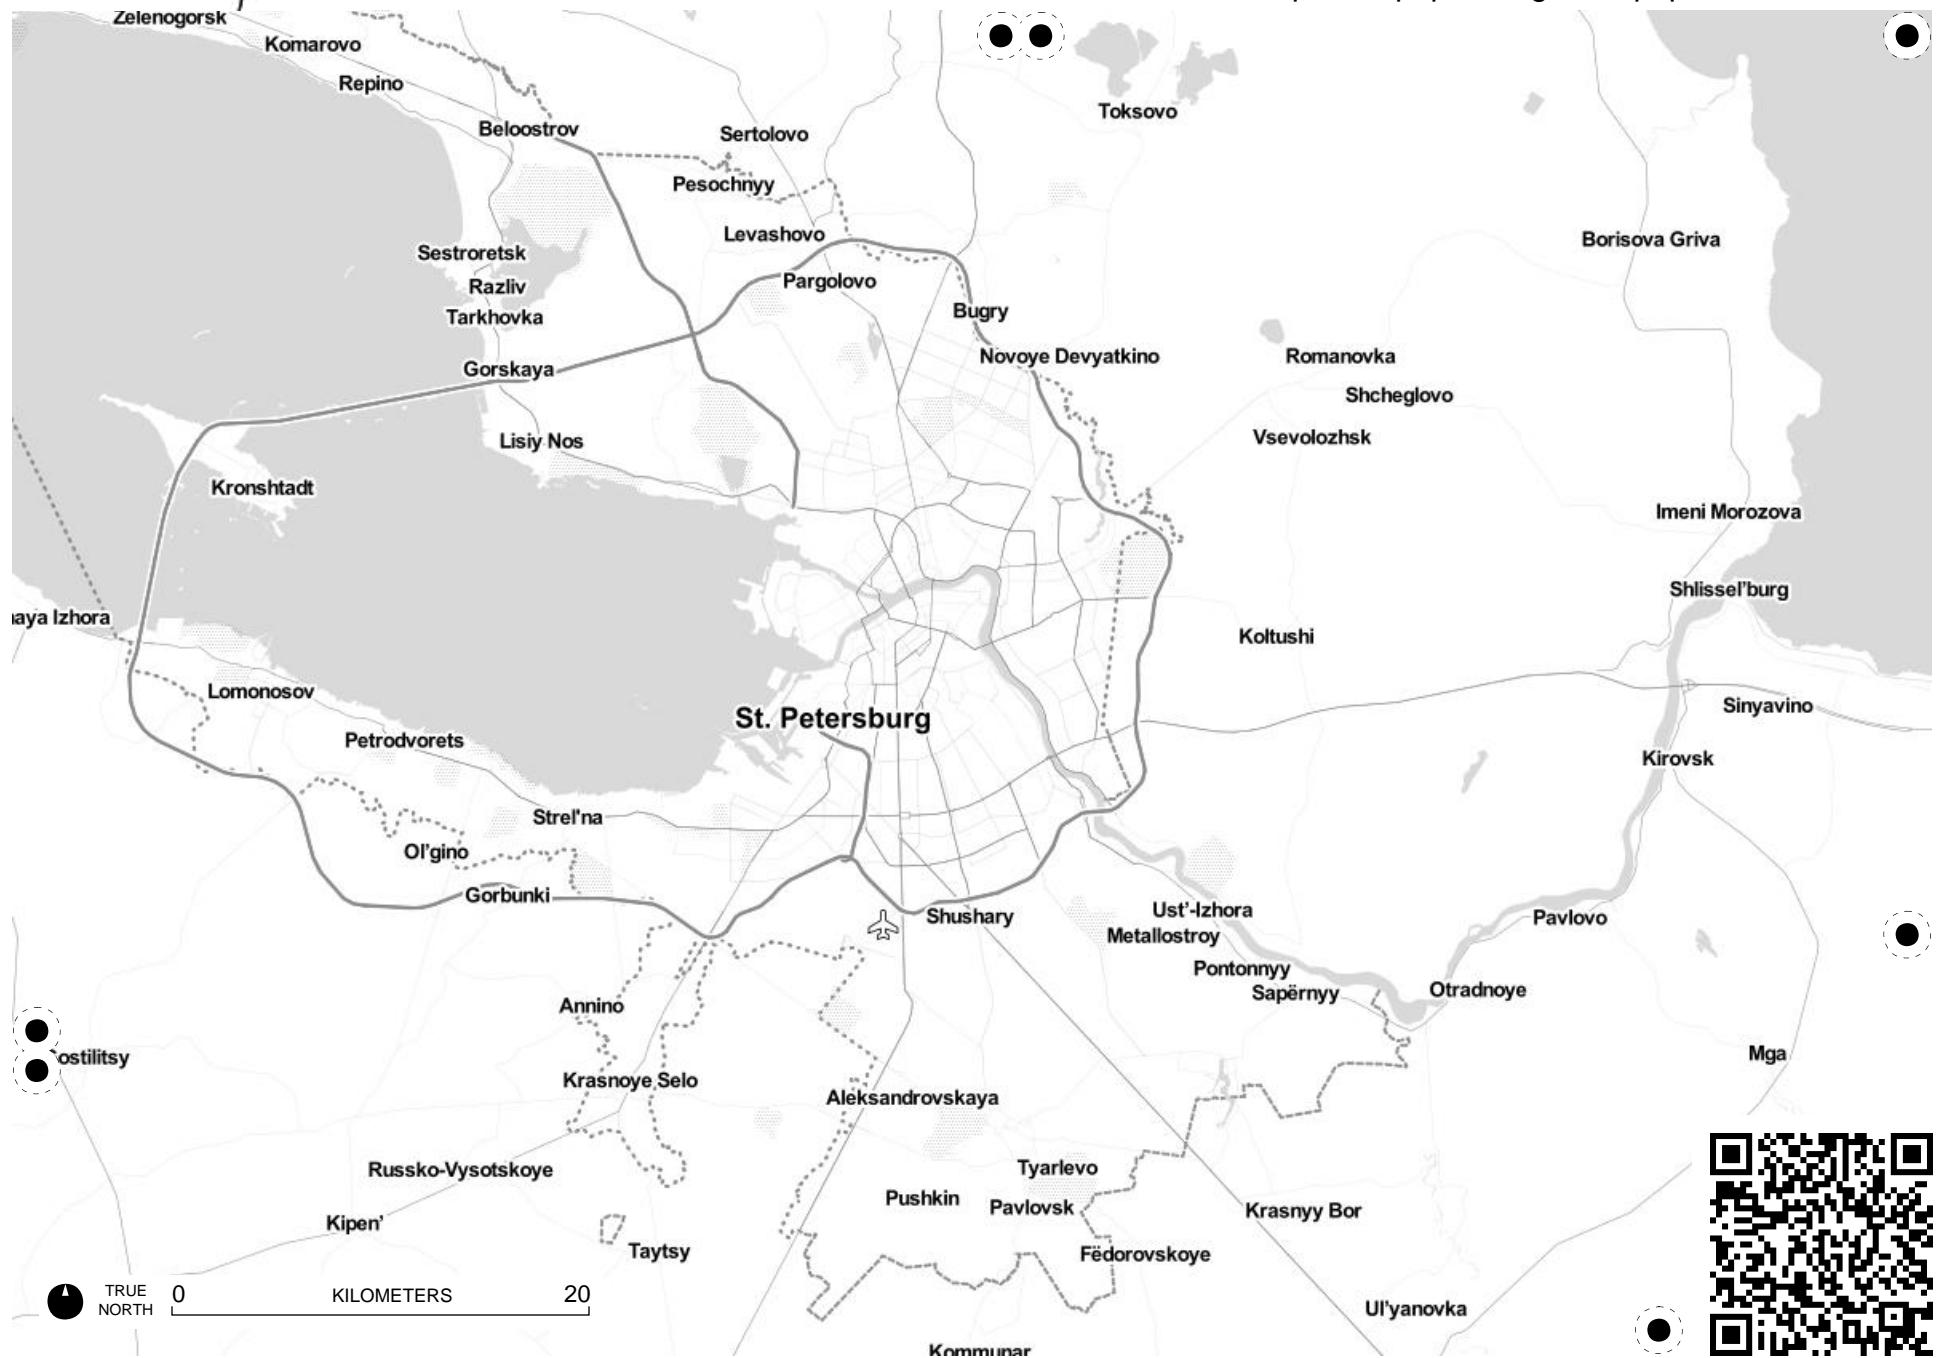 Zelenogorsk
Komarovo
Repino
Toksovo
Beloostrov
Sertolovo
Pesochnyy
Levashovo
Borisova Griva
Sestroretsk
Pargolovo
Razliv
Bugry
Tarkhovka
Novoye Devyatkino
Romanovka
Gorskaya
Shcheglovo
Vsevolozhsk
Lisiy Nos
Kronshtadt
Imeni Morozova
Shlissel'burg
naya Izhora
Koltushi
Lomonosov
Sinyavino
St. Petersburg
Petrodvorets
Kirovsk
Strel'na
Ol'gino
Gorbunki
Ust'-Izhora
Shushary
Pavlovo
Metallostroy
Pontonnyy
Sapërnyy
Otradnoye
Annino
ostilitsy
Mga
Krasnoye Selo
Aleksandrovskaya
Tyarlevo
Russko-Vysotskoye
Pushkin
Pavlovsk
Krasnyy Bor
Kipen'
Taytsy
Fëdorovskoye
TRUE
NORTH
0 KILOMETERS 20
Ul'yanovka
Kommunar